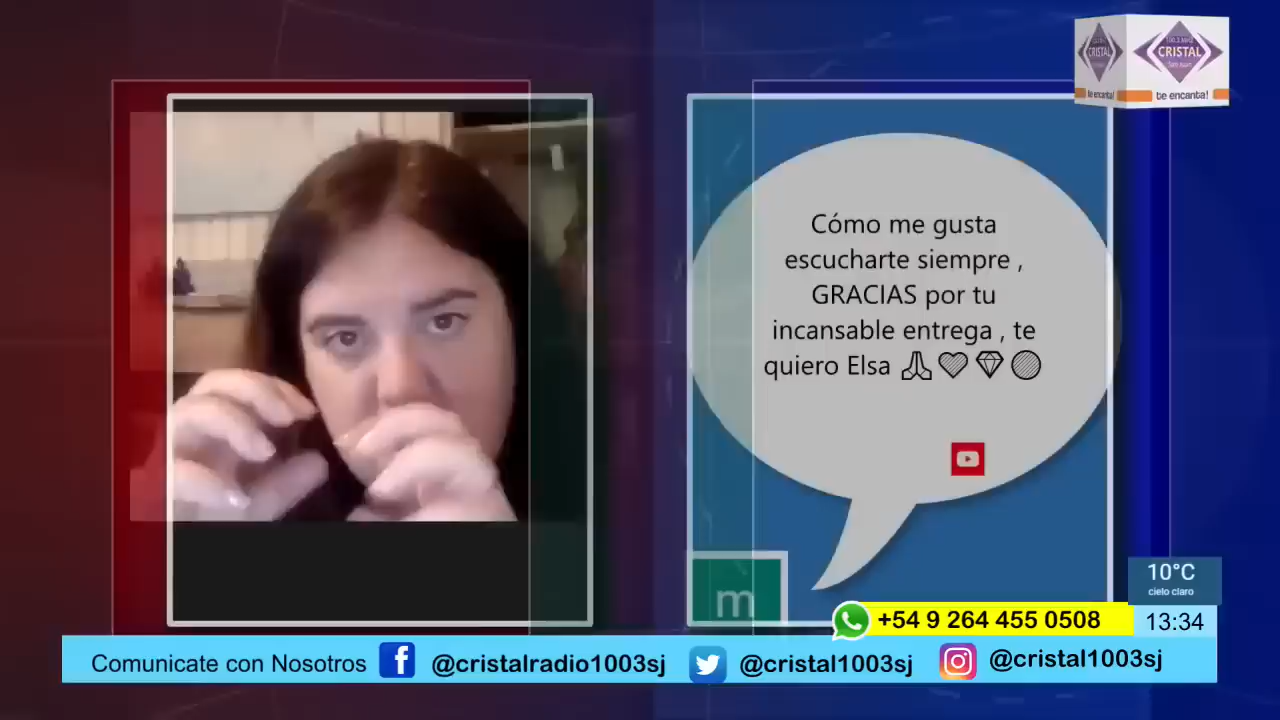 CRISTAL
CRISTAL
te encanta!
te encanta!
Cómo me gusta
escucharte siempre ,
GRACIAS por tu
incansable entrega , te
quiero Elsa 🙏❤💎🟣
m
10°C
cielo claro
+54 9 264 455 0508
13:34
Comunicate con Nosotros
@cristalradio1003sj
@cristal1003sj
@cristal1003sj